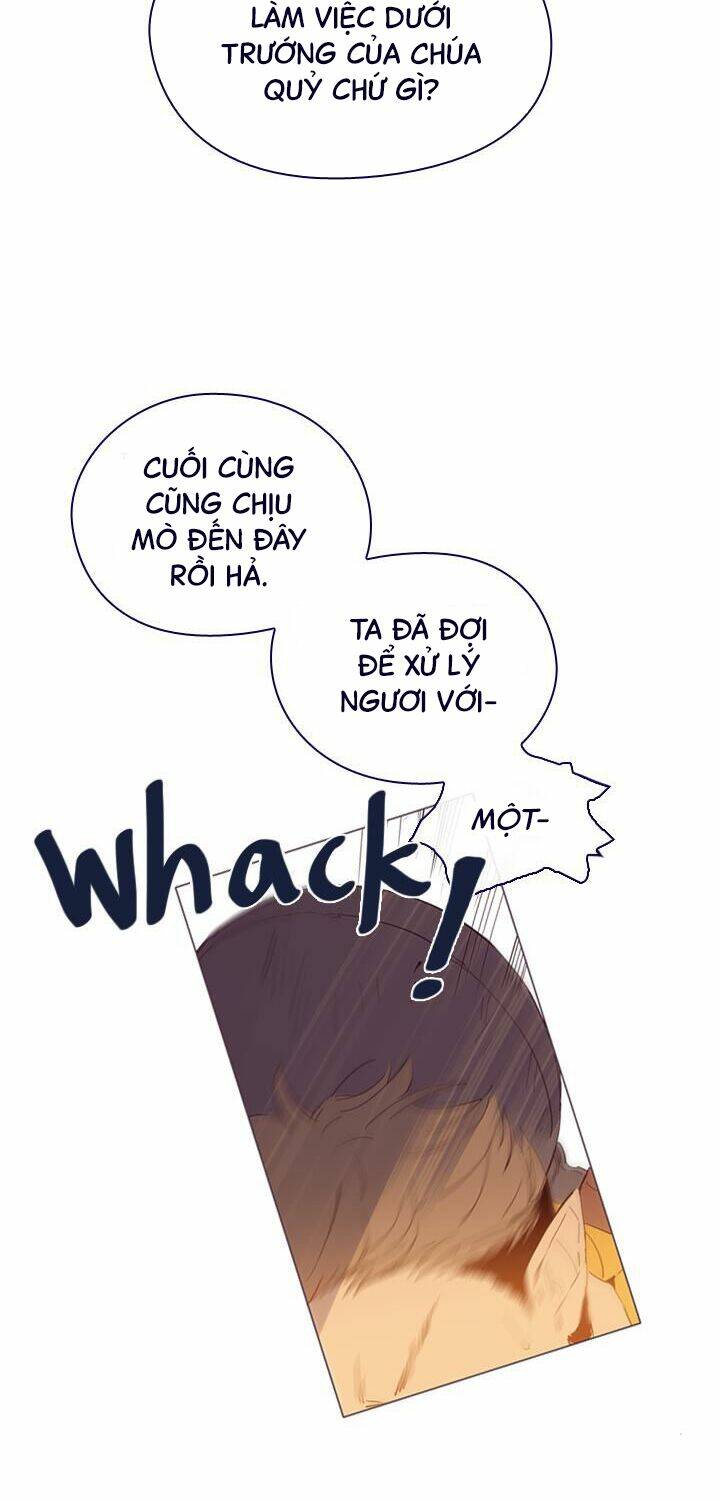 LÀM VIỆC DƯỚI
TRƯỚNG CỦA CHÚA
QUỶ CHỨ GÌ?
CUỐI CÙNG
CŨNG CHỊU
MÒ ĐẾN ĐÂY
RỒI HẢ.
TA ĐÃ ĐỢI
ĐỂ XỬ LÝ
NGƯƠI VỚI-
MỘT-
Whack!